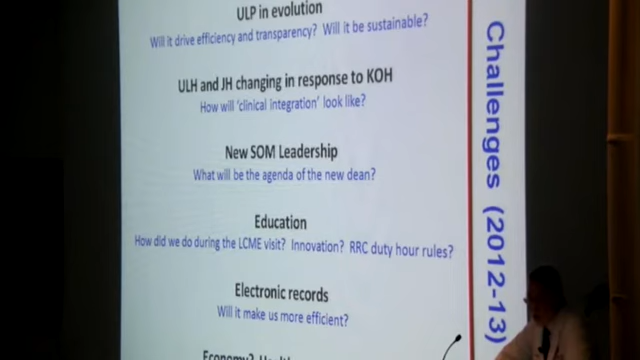 ULP in evolution
Will it drive efficiency and transparency? Will it be sustainable?
ULH and JH changing in response to KOH
How will 'clinical integration' look like?
New SOM Leadership
What will be the agenda of the new dean?
Education
How did we do during the LCME visit? Innovation? RRC duty hour rules?
Electronic records
Will it make us more efficient?
Economy?
Challenges (2012-13)